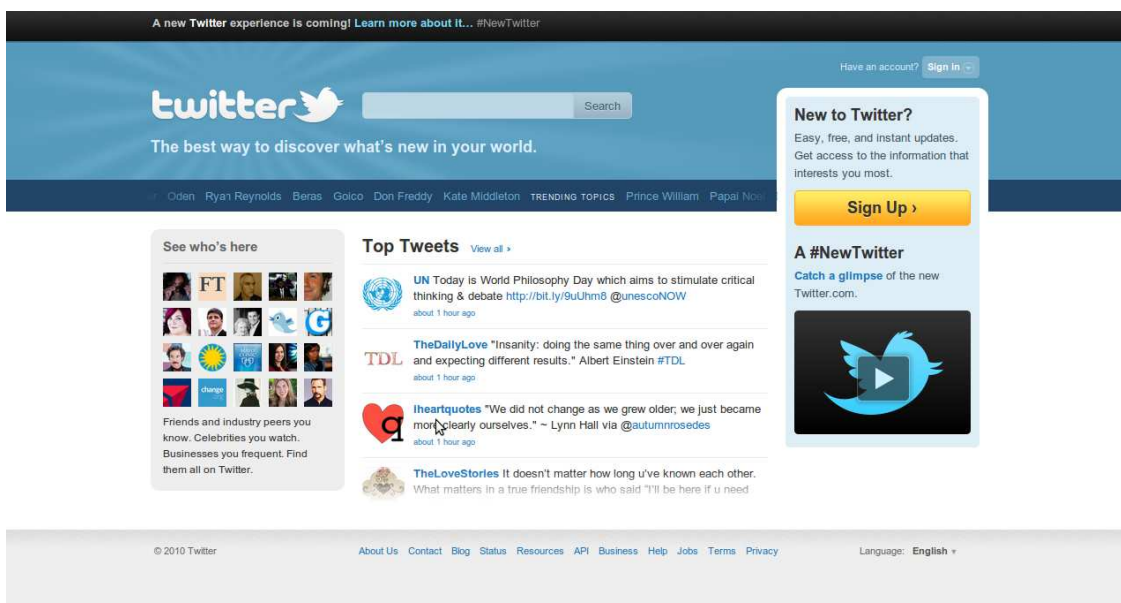 A new Twitter experience is coming! Learn more about it... #NewTwitter
Have an account? Sign in
twitter
Search
The best way to discover what's new in your world.
Oden Ryan Reynolds Beras Goico Don Freddy Kate Middleton TRENDING TOPICS Prince William Papai
New to Twitter?
Easy, free, and instant updates.
Get access to the information that
interests you most.
Sign Up ›
A #NewTwitter
Catch a glimpse of the new
Twitter.com.
See who's here
FT
G
change
Friends and industry peers you
know. Celebrities you watch.
Businesses you frequent. Find
them all on Twitter.
Top Tweets View all ›
UN Today is World Philosophy Day which aims to stimulate critical
thinking & debate http://bit.ly/9uUhm8 @unescoNOW
about 1 hour ago
TDL
TheDailyLove "Insanity: doing the same thing over and over again
and expecting different results." Albert Einstein #TDL
about 1 hour ago
q
iheartquotes "We did not change as we grew older; we just became
more clearly ourselves." ~ Lynn Hall via @autumnrosedes
about 1 hour ago
TheLoveStories It doesn't matter how long u've known each other.
What matters in a true friendship is who said "I'll be here if u need
© 2010 Twitter
About Us Contact Blog Status Resources API Business Help Jobs Terms Privacy
Language: English